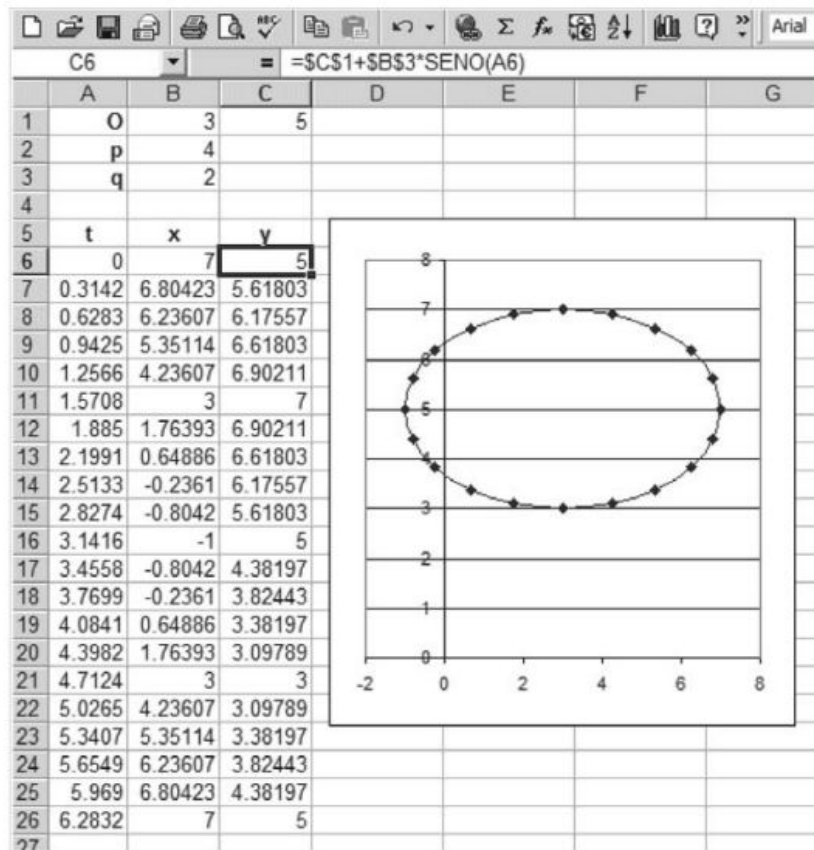 Arial
C6 = =$C$1+$B$3*SENO(A6)
A B C D E F G
1 O 3 5
2 p 4
3 q 2
4
5 t x y
6 0 7 5
7 0.3142 6.80423 5.61803
8 0.6283 6.23607 6.17557
9 0.9425 5.35114 6.61803
10 1.2566 4.23607 6.90211
11 1.5708 3 7
12 1.885 1.76393 6.90211
13 2.1991 0.64886 6.61803
14 2.5133 -0.2361 6.17557
15 2.8274 -0.8042 5.61803
16 3.1416 -1 5
17 3.4558 -0.8042 4.38197
18 3.7699 -0.2361 3.82443
19 4.0841 0.64886 3.38197
20 4.3982 1.76393 3.09789
21 4.7124 3 3
22 5.0265 4.23607 3.09789
23 5.3407 5.35114 3.38197
24 5.6549 6.23607 3.82443
25 5.969 6.80423 4.38197
26 6.2832 7 5
27
8
7
6
5
4
3
2
1
0
-2 0 2 4 6 8